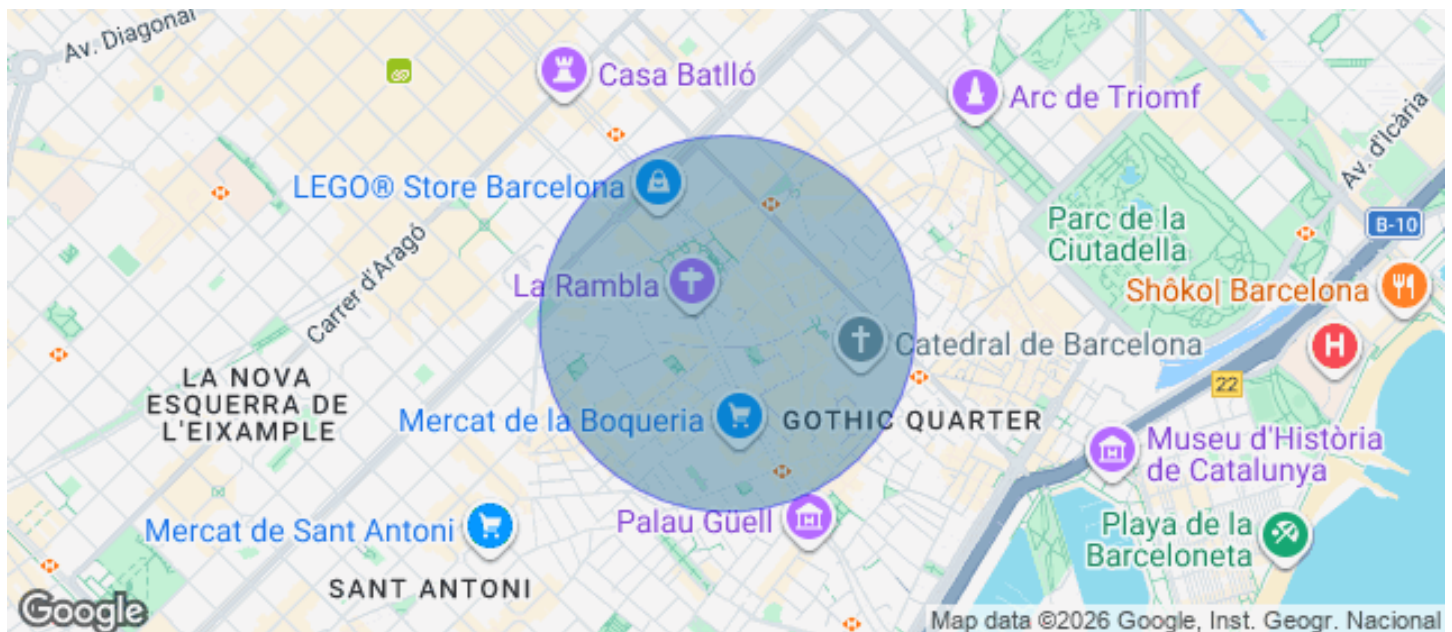 Av. Diagonal
Casa Batlló
Arc de Triomf
Av. d'Icària
LEGO® Store Barcelona
Carrer d'Aragó
Parc de la
Ciutadella
B-10
La Rambla
Shôko| Barcelona
Catedral de Barcelona
H
22
LA NOVA
ESQUERRA DE
L'EIXAMPLE
Mercat de la Boqueria
GOTHIC QUARTER
Museu d'Història
de Catalunya
Mercat de Sant Antoni
Palau Güell
Playa de la
Barceloneta
SANT ANTONI
Google
Map data ©2026 Google, Inst. Geogr. Nacional